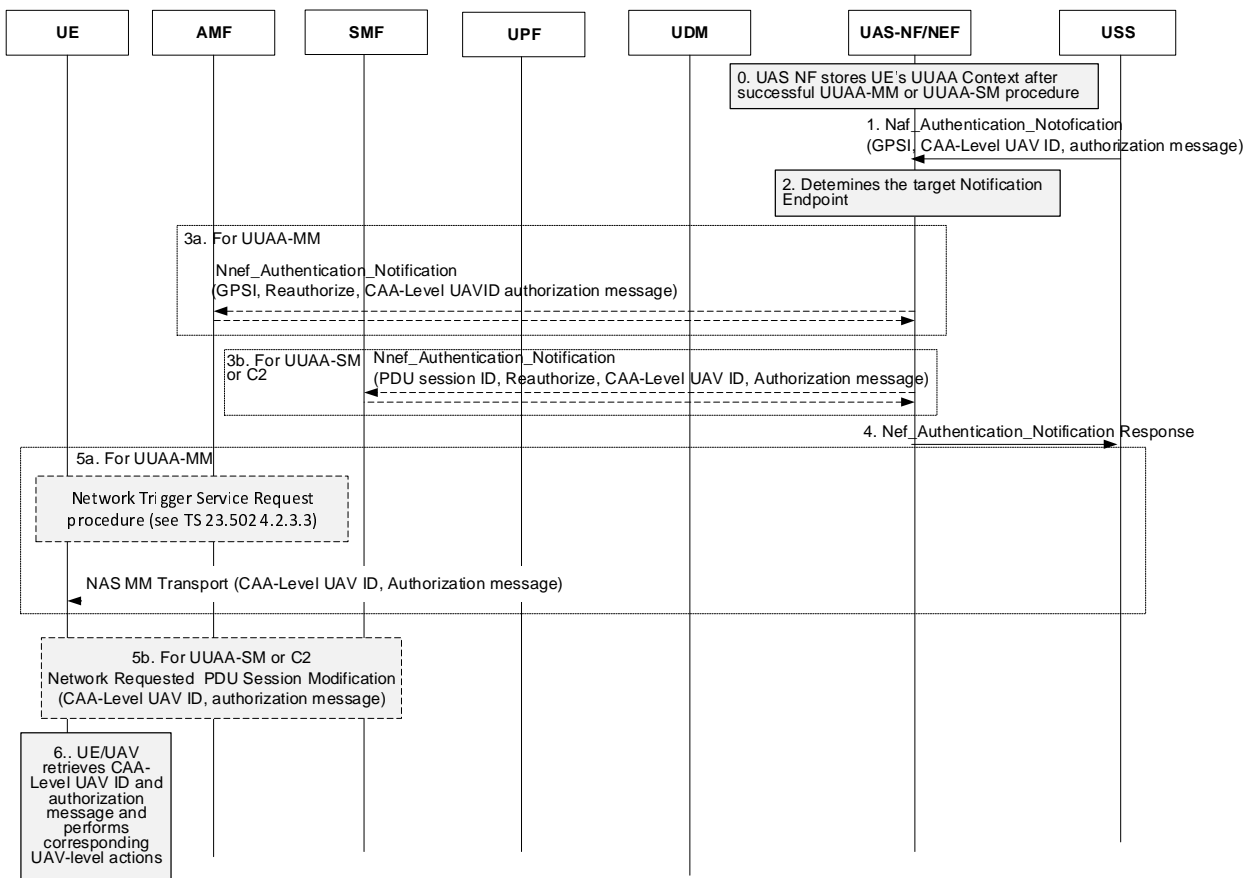 UE
AMF
SMF
UPF
UDM
UAS-NF/NEF
USS
0. UAS NF stores UE's UUAA Context after
successful UUAA-MM or UUAA-SM procedure
1. Naf_Authentication_Notofication
(GPSI, CAA-Level UAV ID, authorization message)
2. Detemines the target Notification
Endpoint
3a. For UUAA-MM
Nnef_Authentication_Notification
(GPSI, Reauthorize, CAA-Level UAVID authorization message)
3b. For UUAA-SM
or C2
Nnef_Authentication_Notification
(PDU session ID, Reauthorize, CAA-Level UAV ID, Authorization message)
4. Nef_Authentication_Notification Response
5a. For UUAA-MM
Network Trigger Service Request
procedure (see TS 23.502 4.2.3.3)
NAS MM Transport (CAA-Level UAV ID, Authorization message)
5b. For UUAA-SM or C2
Network Requested PDU Session Modification
(CAA-Level UAV ID, authorization message)
6.. UE/UAV
retrieves CAA-
Level UAV ID and
authorization
message and
performs
corresponding
UAV-level actions